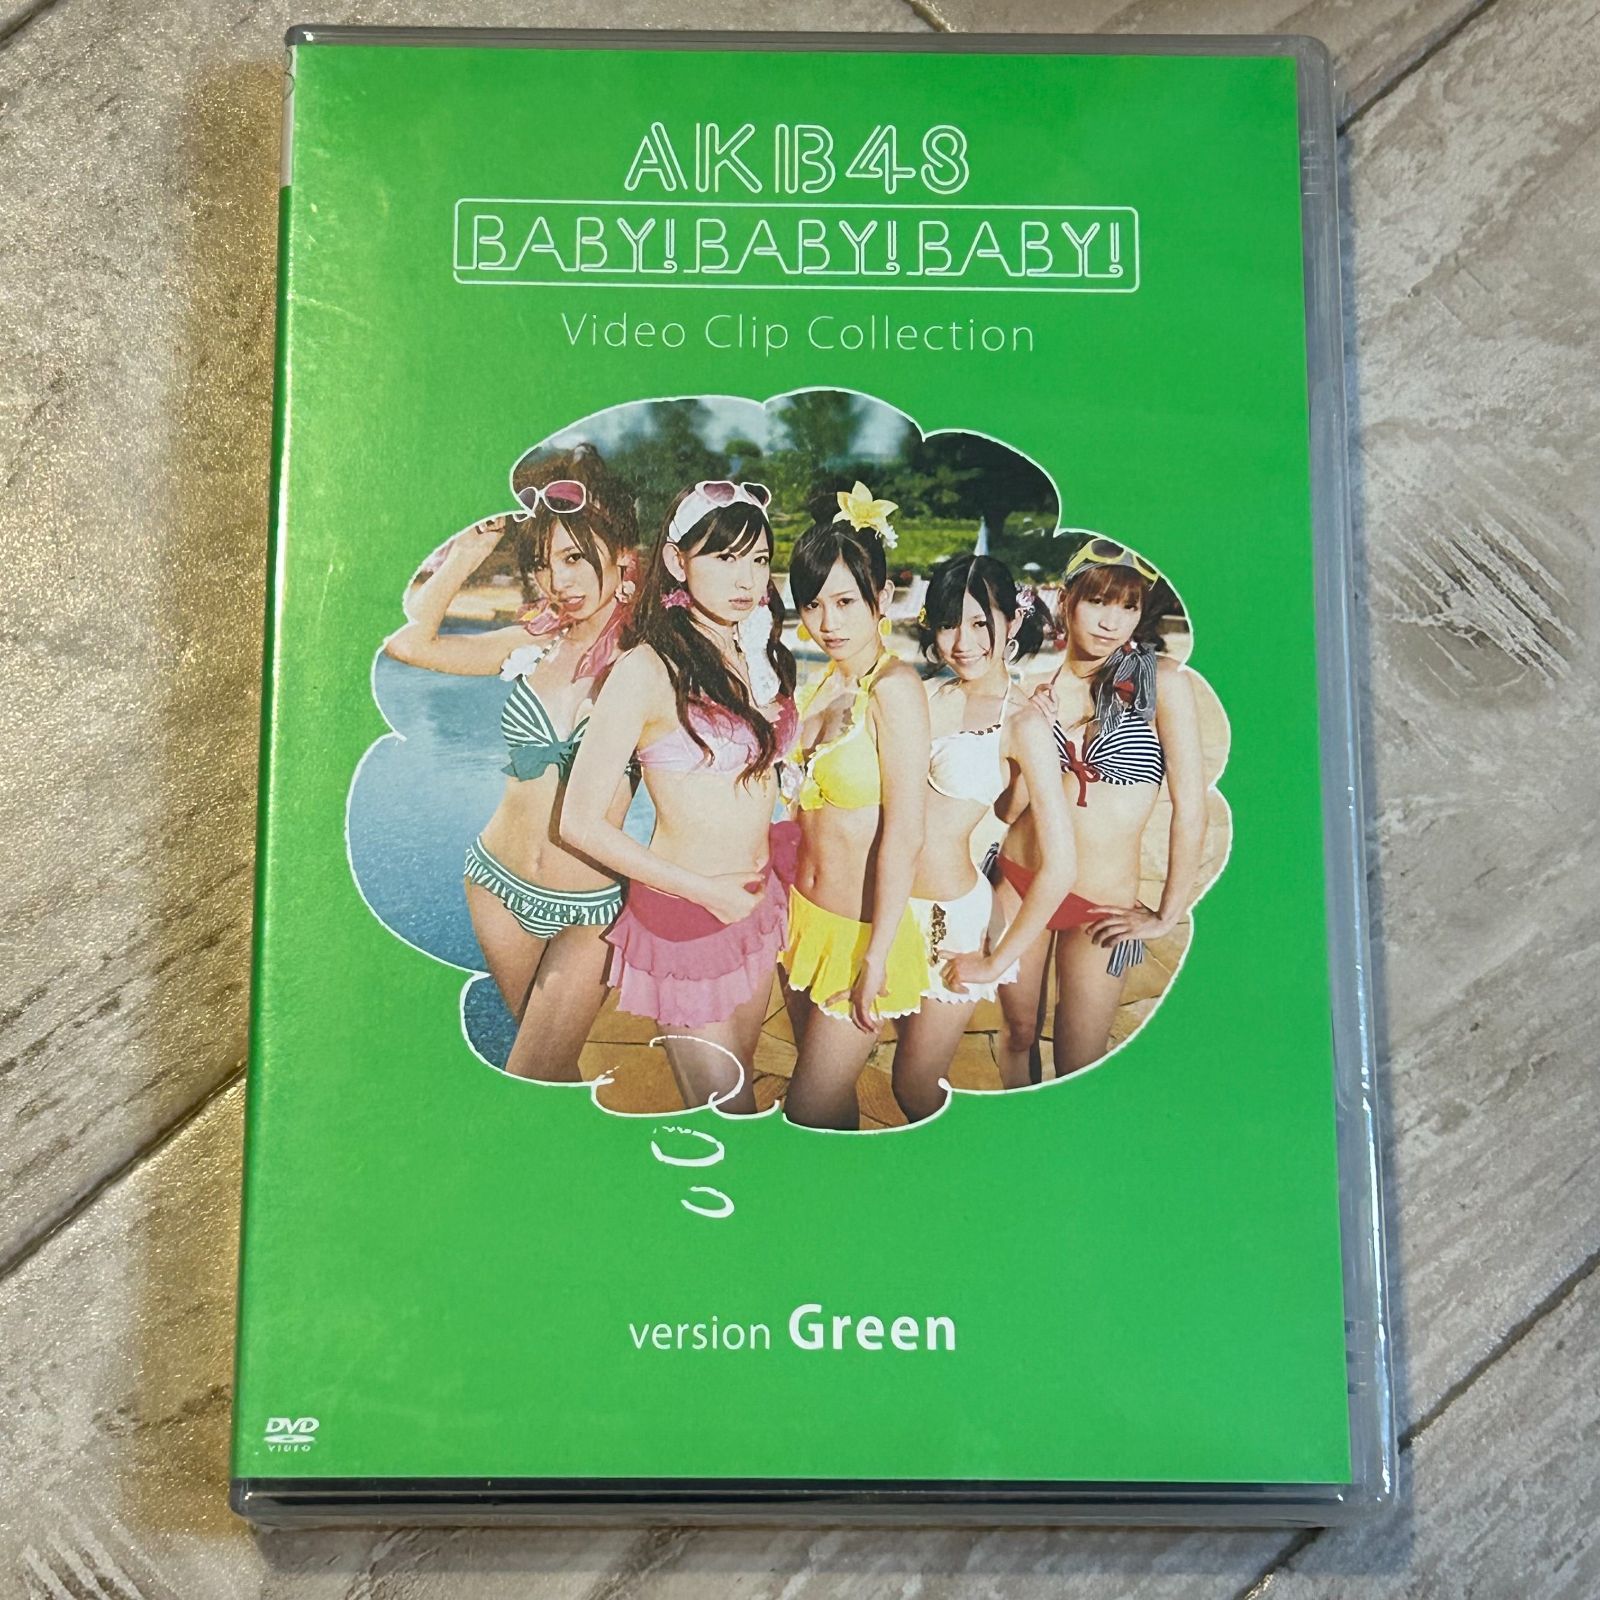 AKB48
BABY! BABY! BABY!
Video Clip Collection
version Green
DVD
VIDEO